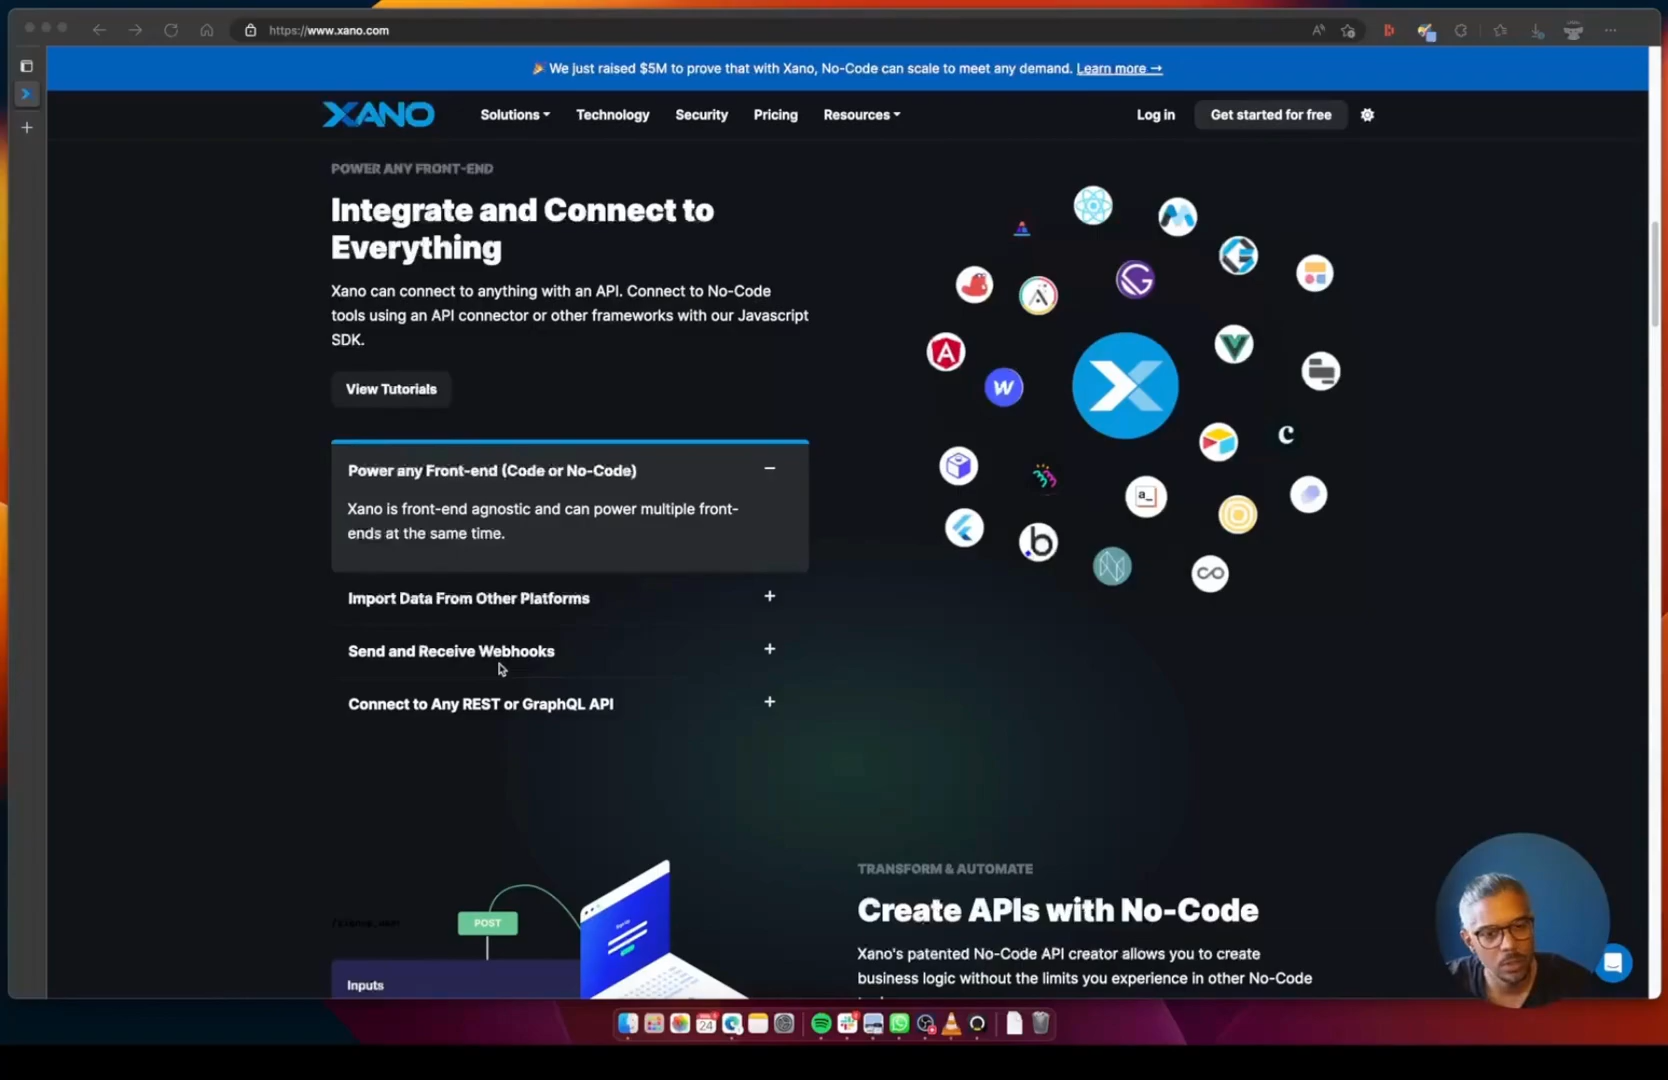 https://www.xano.com
🎉 We just raised $5M to prove that with Xano, No-Code can scale to meet any demand. Learn more →
XANO
Solutions
Technology
Security
Pricing
Resources
Log in
Get started for free
POWER ANY FRONT-END
Integrate and Connect to
Everything
Xano can connect to anything with an API. Connect to No-Code
tools using an API connector or other frameworks with our Javascript
SDK.
View Tutorials
Power any Front-end (Code or No-Code)
Xano is front-end agnostic and can power multiple front-
ends at the same time.
Import Data From Other Platforms
Send and Receive Webhooks
Connect to Any REST or GraphQL API
POST
Inputs
TRANSFORM & AUTOMATE
Create APIs with No-Code
Xano's patented No-Code API creator allows you to create
business logic without the limits you experience in other No-Code
24